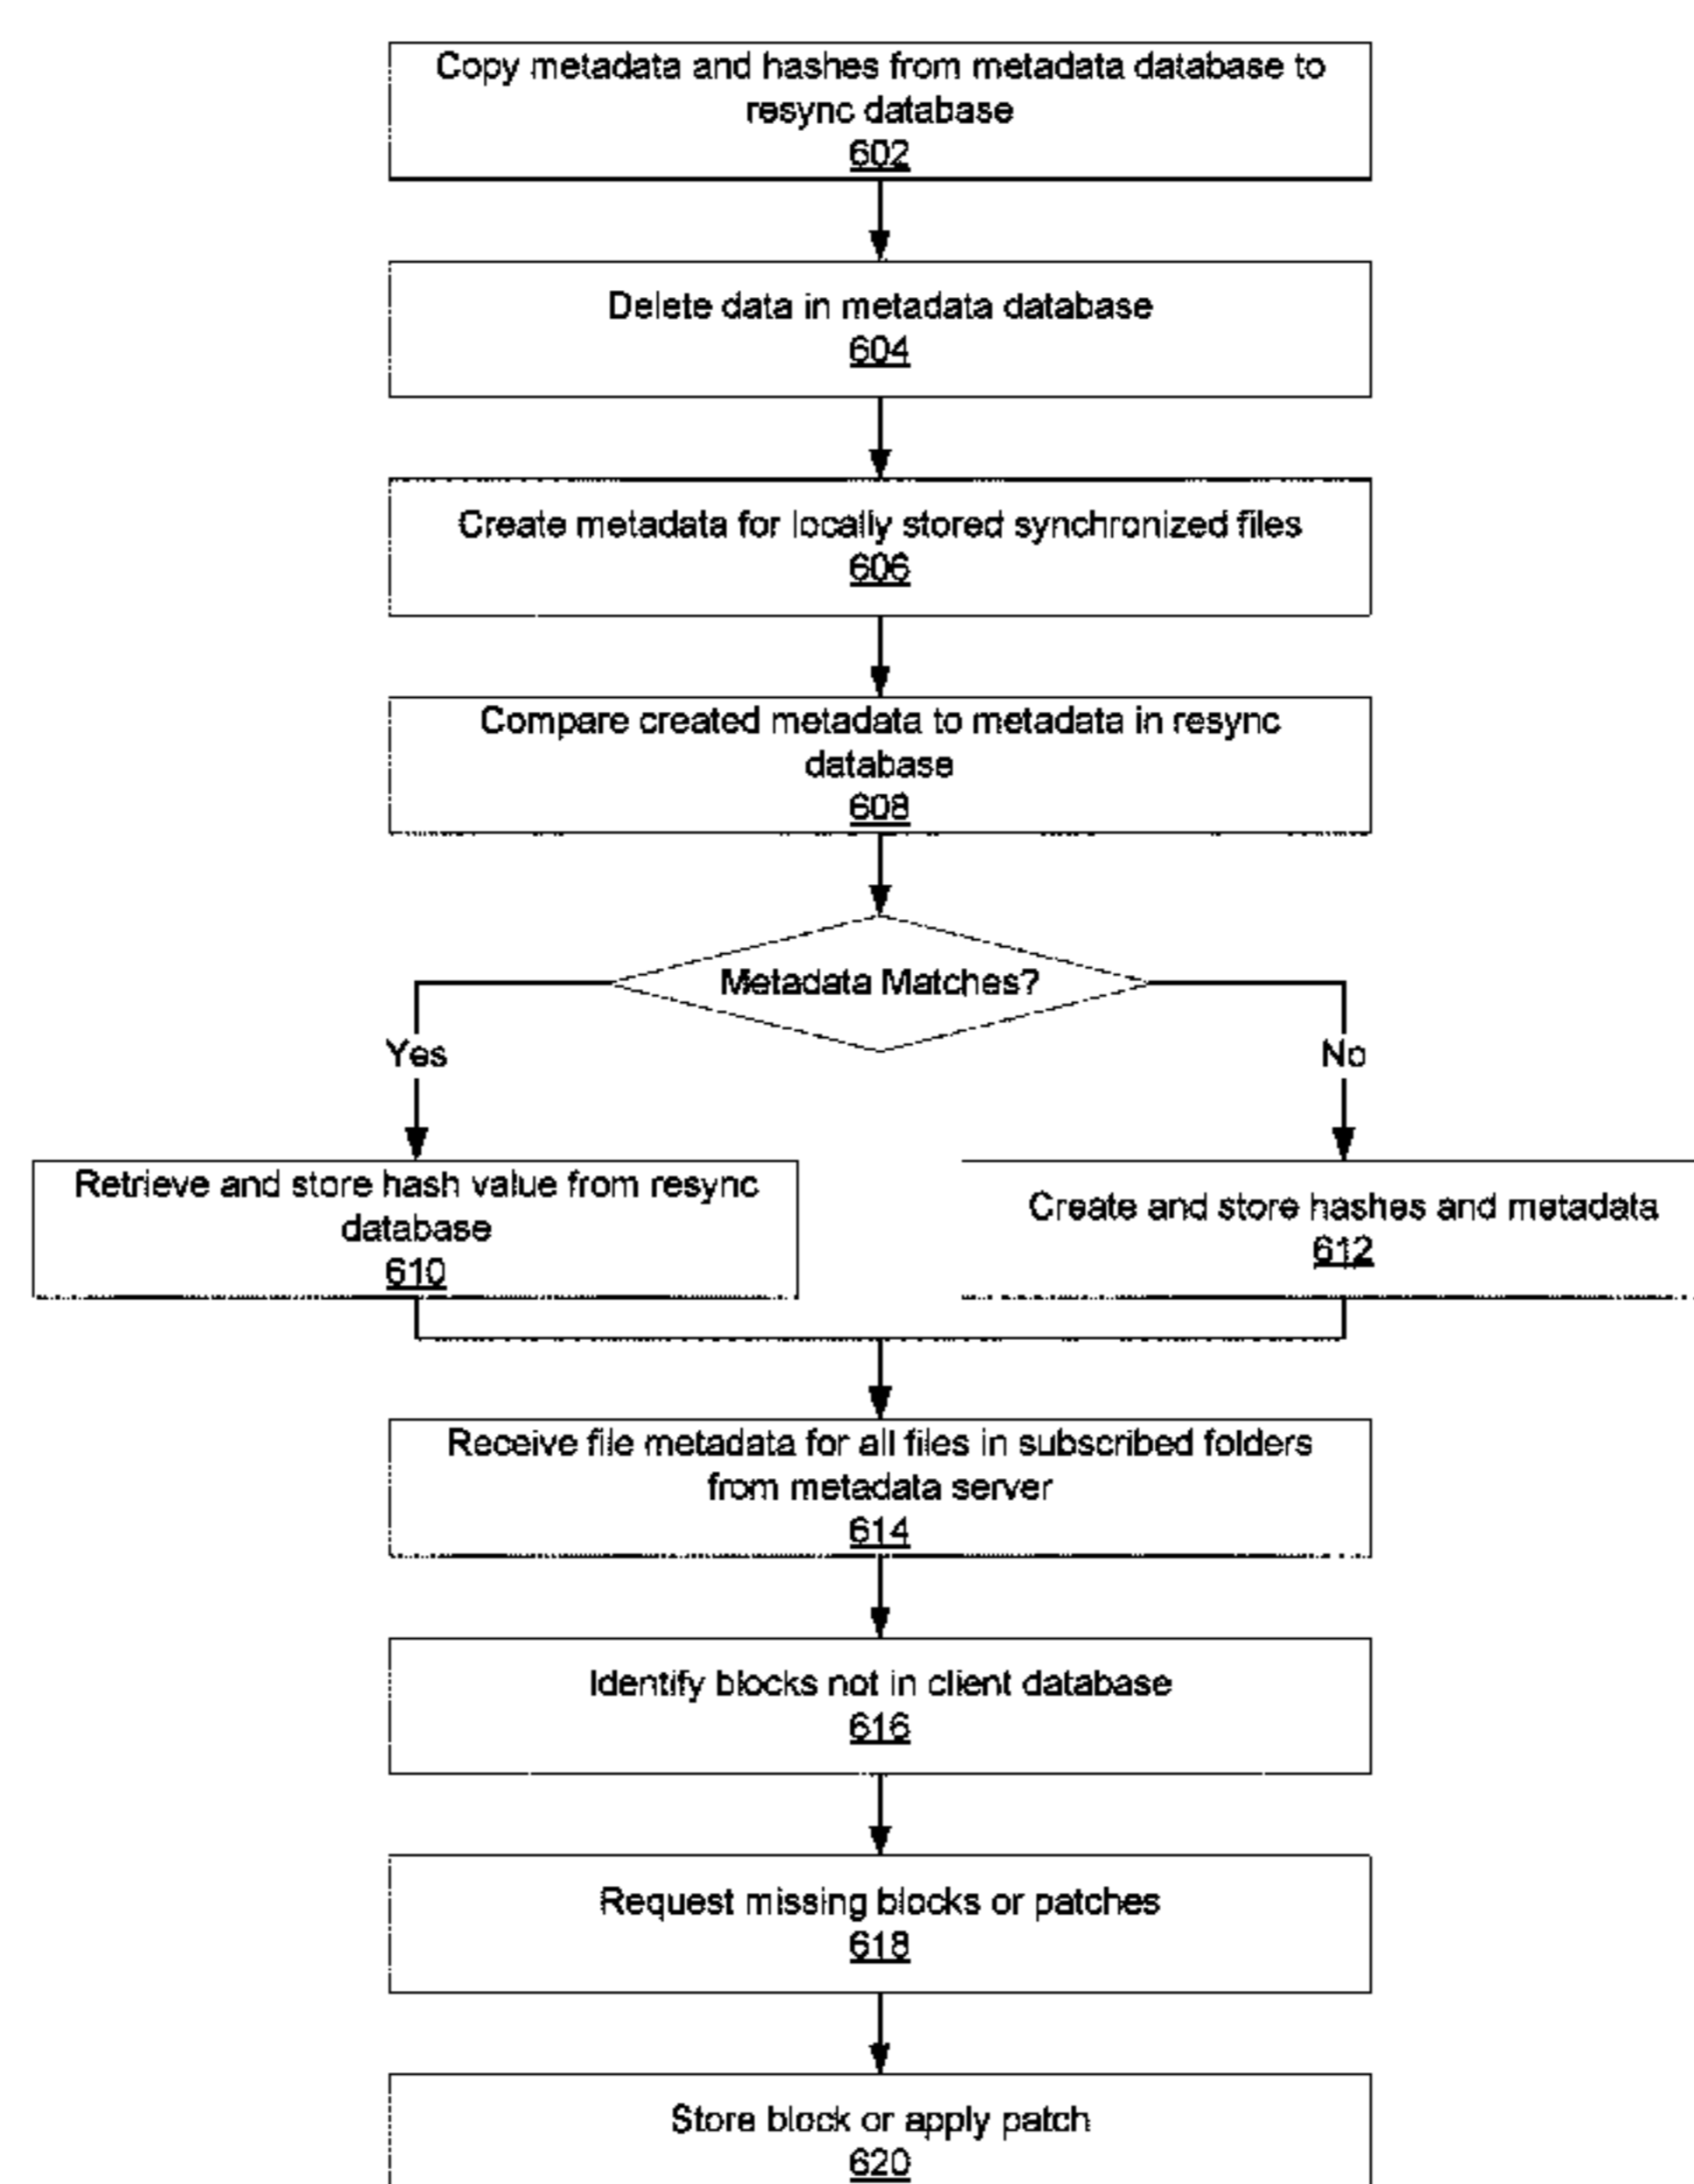 Copy metadata and hashes from metadata database to
resync database
602
Delete data in metadata database
604
Create metadata for locally stored synchronized files
606
Compare created metadata to metadata in resync
database
608
Metadata Matches?
Yes
No
Retrieve and store hash value from resync
database
610
Create and store hashes and metadata
612
Receive file metadata for all files in subscribed folders
from metadata server
614
Identify blocks not in client database
616
Request missing blocks or patches
618
Store block or apply patch
620